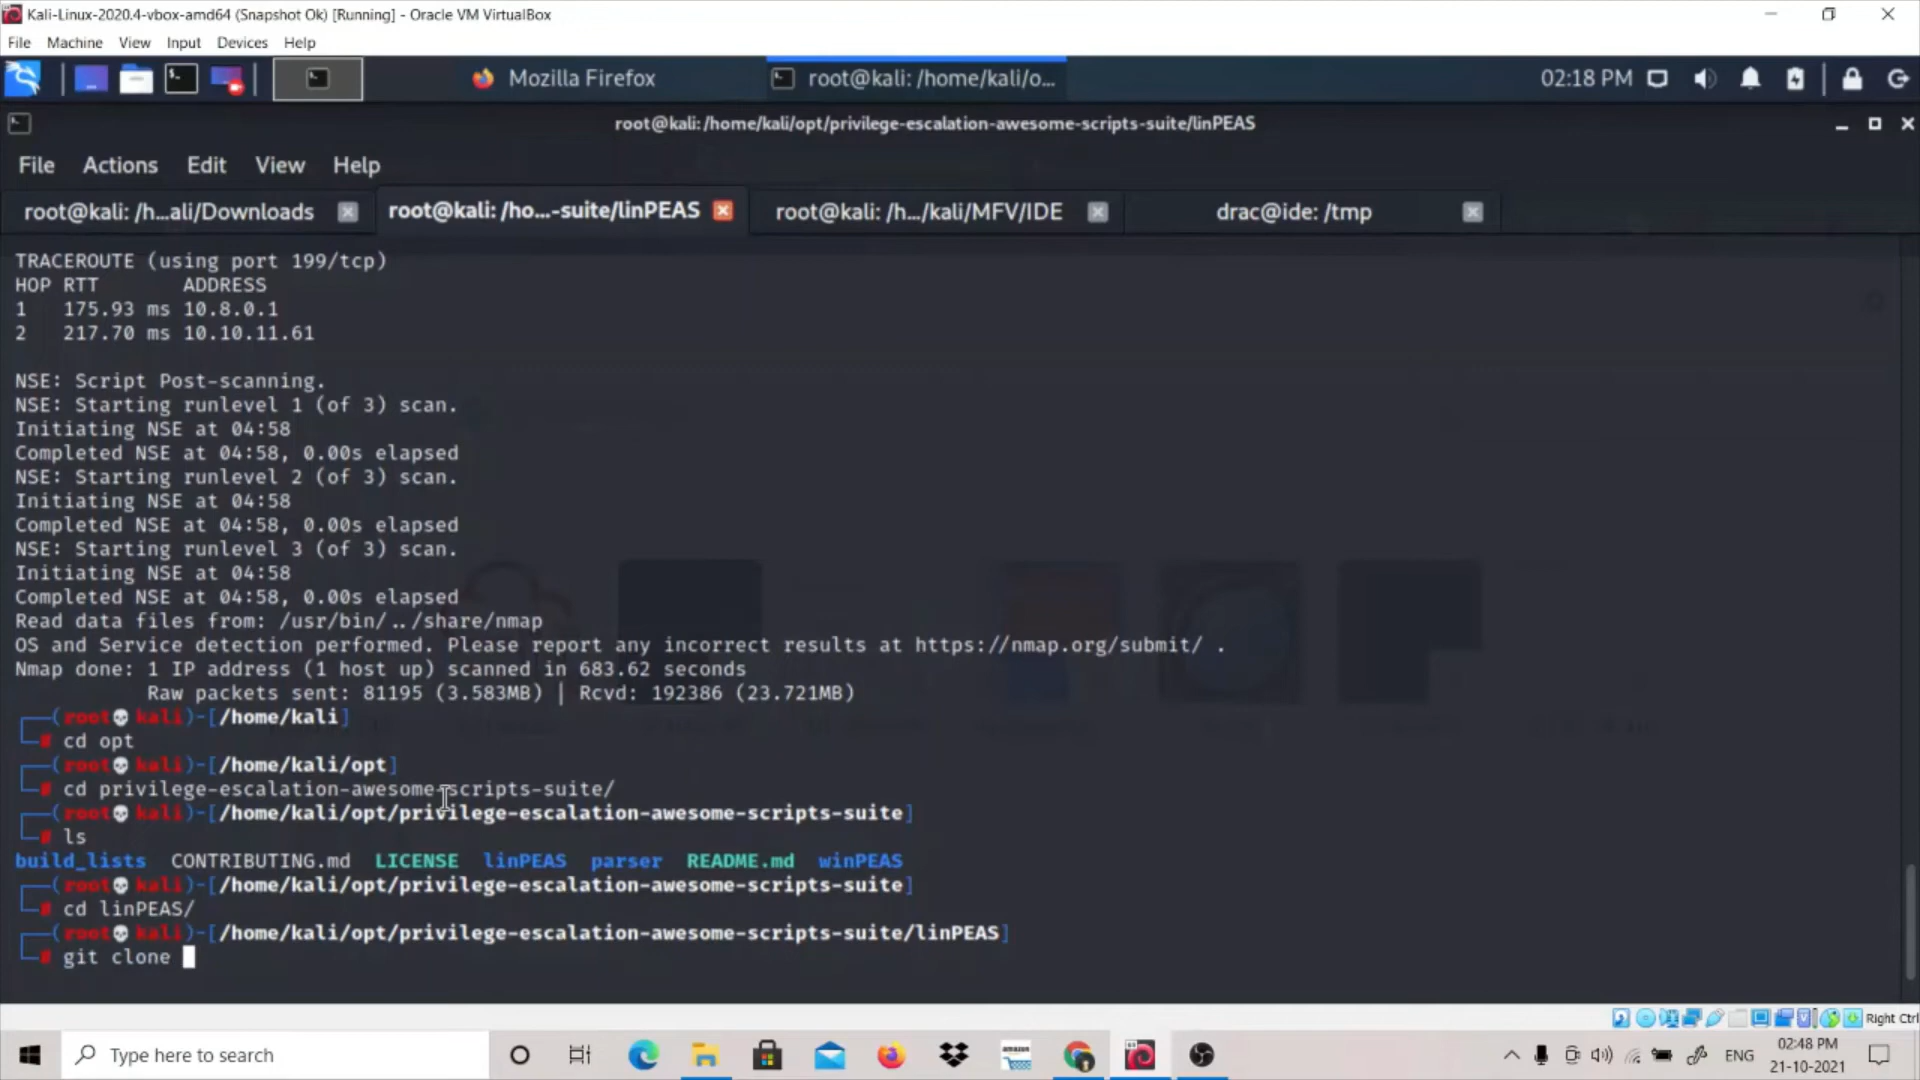 Kali-Linux-2020.4-vbox-amd64 (Snapshot Ok) [Running] - Oracle VM VirtualBox
File Machine View Input Devices Help
Mozilla Firefox
root@kali: /home/kali/o...
02:18 PM
root@kali:/home/kali/opt/privilege-escalation-awesome-scripts-suite/linPEAS
File Actions Edit View Help
root@kali: /h...ali/Downloads
root@kali: /ho...-suite/linPEAS
root@kali: /h.../kali/MFV/IDE
drac@ide: /tmp
TRACEROUTE (using port 199/tcp)
HOP RTT ADDRESS
1 175.93 ms 10.8.0.1
2 217.70 ms 10.10.11.61
NSE: Script Post-scanning.
NSE: Starting runlevel 1 (of 3) scan.
Initiating NSE at 04:58
Completed NSE at 04:58, 0.00s elapsed
NSE: Starting runlevel 2 (of 3) scan.
Initiating NSE at 04:58
Completed NSE at 04:58, 0.00s elapsed
NSE: Starting runlevel 3 (of 3) scan.
Initiating NSE at 04:58
Completed NSE at 04:58, 0.00s elapsed
Read data files from: /usr/bin/../share/nmap
OS and Service detection performed. Please report any incorrect results at https://nmap.org/submit/ .
Nmap done: 1 IP address (1 host up) scanned in 683.62 seconds
Raw packets sent: 81195 (3.583MB) | Rcvd: 192386 (23.721MB)
(root💀kali)-[/home/kali]
# cd opt
(root💀kali)-[/home/kali/opt]
# cd privilege-escalation-awesome-scripts-suite/
(root💀kali)-[/home/kali/opt/privilege-escalation-awesome-scripts-suite]
# ls
build_lists CONTRIBUTING.md LICENSE linPEAS parser README.md winPEAS
(root💀kali)-[/home/kali/opt/privilege-escalation-awesome-scripts-suite]
# cd linPEAS/
(root💀kali)-[/home/kali/opt/privilege-escalation-awesome-scripts-suite/linPEAS]
# git clone
Right Ctrl
Type here to search
amazon
ENG
02:48 PM
21-10-2021